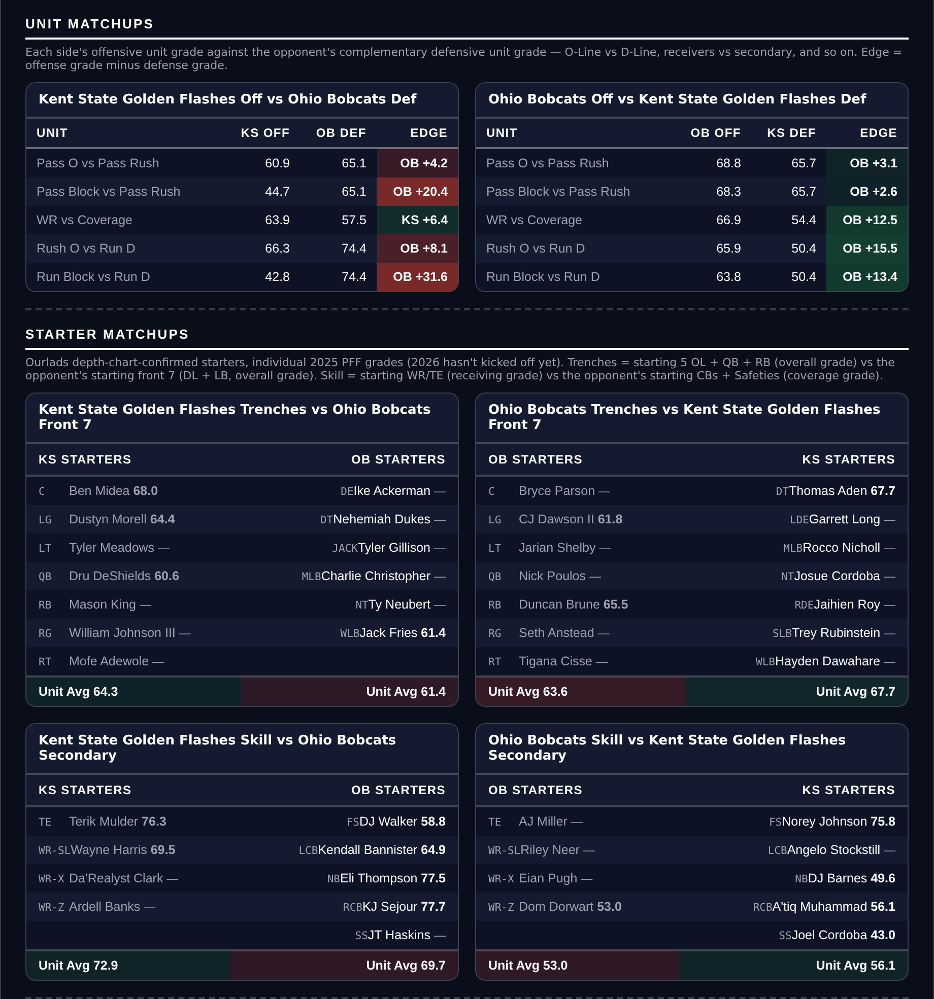 UNIT MATCHUPS
Each side's offensive unit grade against the opponent's complementary defensive unit grade — O-Line vs D-Line, receivers vs secondary, and so on. Edge =
offense grade minus defense grade.
Kent State Golden Flashes Off vs Ohio Bobcats Def
UNIT KS OFF OB DEF EDGE
Pass O vs Pass Rush 60.9 65.1 OB +4.2
Pass Block vs Pass Rush 44.7 65.1 OB +20.4
WR vs Coverage 63.9 57.5 KS +6.4
Rush O vs Run D 66.3 74.4 OB +8.1
Run Block vs Run D 42.8 74.4 OB +31.6
Ohio Bobcats Off vs Kent State Golden Flashes Def
UNIT OB OFF KS DEF EDGE
Pass O vs Pass Rush 68.8 65.7 OB +3.1
Pass Block vs Pass Rush 68.3 65.7 OB +2.6
WR vs Coverage 66.9 54.4 OB +12.5
Rush O vs Run D 65.9 50.4 OB +15.5
Run Block vs Run D 63.8 50.4 OB +13.4
STARTER MATCHUPS
Ourlads depth-chart-confirmed starters, individual 2025 PFF grades (2026 hasn't kicked off yet). Trenches = starting 5 OL + QB + RB (overall grade) vs the
opponent's starting front 7 (DL + LB, overall grade). Skill = starting WR/TE (receiving grade) vs the opponent's starting CBs + Safeties (coverage grade).
Kent State Golden Flashes Trenches vs Ohio Bobcats
Front 7
KS STARTERS OB STARTERS
C Ben Midea 68.0 DEIke Ackerman —
LG Dustyn Morell 64.4 DTNehemiah Dukes —
LT Tyler Meadows — JACKTyler Gillison —
QB Dru DeShields 60.6 MLBCharlie Christopher —
RB Mason King — NTTy Neubert —
RG William Johnson III — WLBJack Fries 61.4
RT Mofe Adewole —
Unit Avg 64.3 Unit Avg 61.4
Ohio Bobcats Trenches vs Kent State Golden Flashes
Front 7
OB STARTERS KS STARTERS
C Bryce Parson — DTThomas Aden 67.7
LG CJ Dawson II 61.8 LDEGarrett Long —
LT Jarian Shelby — MLBRocco Nicholl —
QB Nick Poulos — NTJosue Cordoba —
RB Duncan Brune 65.5 RDEJaihien Roy —
RG Seth Anstead — SLBTrey Rubinstein —
RT Tigana Cisse — WLBHayden Dawahare —
Unit Avg 63.6 Unit Avg 67.7
Kent State Golden Flashes Skill vs Ohio Bobcats
Secondary
KS STARTERS OB STARTERS
TE Terik Mulder 76.3 FSDJ Walker 58.8
WR-SLWayne Harris 69.5 LCBKendall Bannister 64.9
WR-X Da'Realyst Clark — NBEli Thompson 77.5
WR-Z Ardell Banks — RCBKJ Sejour 77.7
SSJT Haskins —
Unit Avg 72.9 Unit Avg 69.7
Ohio Bobcats Skill vs Kent State Golden Flashes
Secondary
OB STARTERS KS STARTERS
TE AJ Miller — FSNorey Johnson 75.8
WR-SLRiley Neer — LCBAngelo Stockstill —
WR-X Eian Pugh — NBDJ Barnes 49.6
WR-Z Dom Dorwart 53.0 RCBA'tiq Muhammad 56.1
SSJoel Cordoba 43.0
Unit Avg 53.0 Unit Avg 56.1